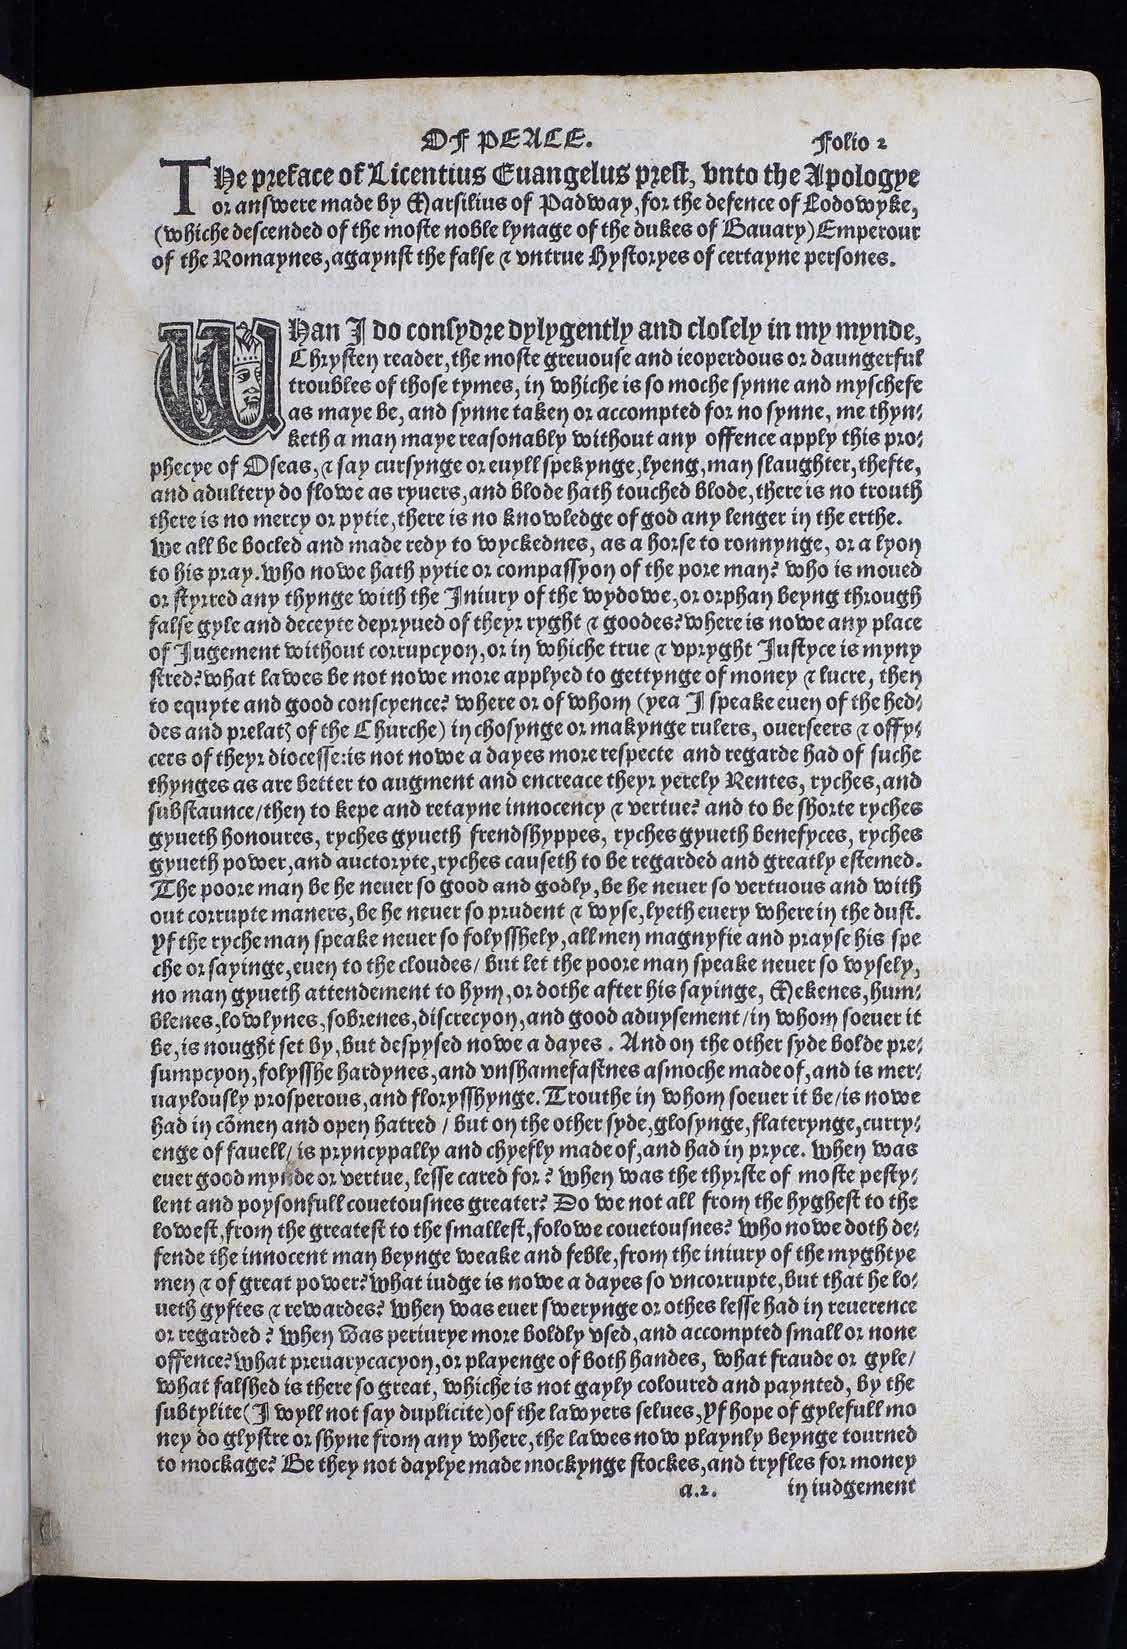 OF PEACE. Folio 2
THe preface of Licentius Euangelus prest, vnto the Apologye
or answere made by Marsilius of Padway, for the defence of Lodowyke,
(whiche descended of the moste noble lynage of the dukes of Bauary) Emperour
of the Romaynes, agaynst the false & vntrue Hystoryes of certayne persones.
WHan I do consydre dylygently and closely in my mynde,
Chrysten reader, the moste greuouse and ieoperdous or daungerful
troubles of those tymes, in whiche is so moche synne and myschefe
as maye be, and synne taken or accompted for no synne, me thyn⸗
keth a man maye reasonably without any offence apply this pro⸗
phecye of Oseas, & say cursynge or euyll spekynge, lyeng, man slaughter, thefte,
and adultery do flowe as ryuers, and blode hath touched blode, there is no trouth
there is no mercy or pytie, there is no knowledge of god any lenger in the erthe.
We all be bocled and made redy to wyckednes, as a horse to ronnynge, or a lyon
to his pray. Who nowe hath pytie or compassyon of the pore man? Who is moued
or styrred any thynge with the Iniury of the wydowe, or orphan beyng through
false gyle and deceyte depryued of theyr ryght & goodes? where is nowe any place
of Iugement without corrupcyon, or in whiche true & vpryght Iustyce is myny
stred? what lawes be not nowe more applyed to gettynge of money & lucre, then
to equyte and good conscyence? where or of whom (yea I speake euen of the hed⸗
des and prelatz of the Churche) in chosynge or makynge rulers, ouerseers & offy⸗
cers of theyr diocesse: is not nowe a dayes more respecte and regarde had of suche
thynges as are better to augment and encreace theyr yerely Rentes, ryches, and
substaunce / then to kepe and retayne innocency & vertue? and to be shorte ryches
gyueth honoures, ryches gyueth frendshyppes, ryches gyueth benefyces, ryches
gyueth power, and auctoryte, ryches causeth to be regarded and greatly estemed.
The poore man be he neuer so good and godly, be he neuer so vertuous and with
out corrupte maners, be he neuer so prudent & wyse, lyeth euery where in the dust.
Yf the ryche man speake neuer so folysshely, all men magnyfie and prayse his spe
che or sayinge, euen to the cloudes / but let the poore man speake neuer so wysely,
no man gyueth attendement to hym, or dothe after his sayinge, Mekenes, hum⸗
blenes, lowlynes, sobrenes, discrecyon, and good aduysement / in whom soeuer it
be, is nought set by, but despysed nowe a dayes. And on the other syde bolde pre⸗
sumpcyon, folysshe hardynes, and vnshamefastnes asmoche made of, and is mer⸗
uaylously prosperous, and florysshynge. Trouthe in whom soeuer it be / is nowe
had in cōmen and open hatred / but on the other syde, glosynge, flaterynge, curry⸗
enge of fauell / is pryncypally and chyefly made of, and had in pryce. When was
euer good mynde or vertue, lesse cared for? When was the thyrste of moste pesty⸗
lent and poysonfull couetousnes greater? Do we not all from the hyghest to the
lowest, from the greatest to the smallest, folowe couetousnes? Who nowe doth de⸗
fende the innocent man beynge weake and feble, from the iniury of the myghtye
men & of great power? What iudge is nowe a dayes so vncorrupte, but that he lo⸗
ueth gyftes & rewardes? When was euer swerynge or othes lesse had in reuerence
or regarded? When was periurye more boldly vsed, and accompted small or none
offence? What preuarycacyon, or playenge of both handes, what fraude or gyle /
what falshed is there so great, whiche is not gayly coloured and paynted, by the
subtylite (I wyll not say duplicite) of the lawyers selues, Yf hope of gylefull mo
ney do glystre or shyne from any where, the lawes now playnly beynge tourned
to mockage? Be they not daylye made mockynge stockes, and tryfles for money
a.2. in iudgement